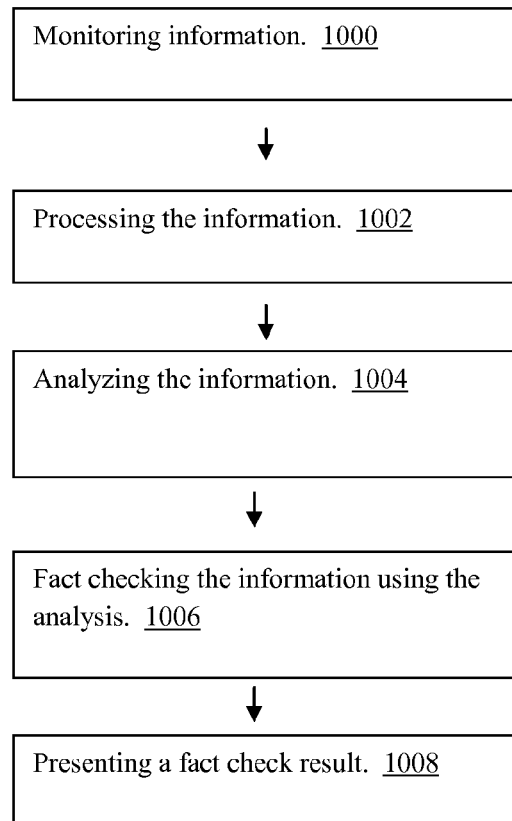 Monitoring information. 1000
Processing the information. 1002
Analyzing the information. 1004
Fact checking the information using the
analysis. 1006
Presenting a fact check result. 1008